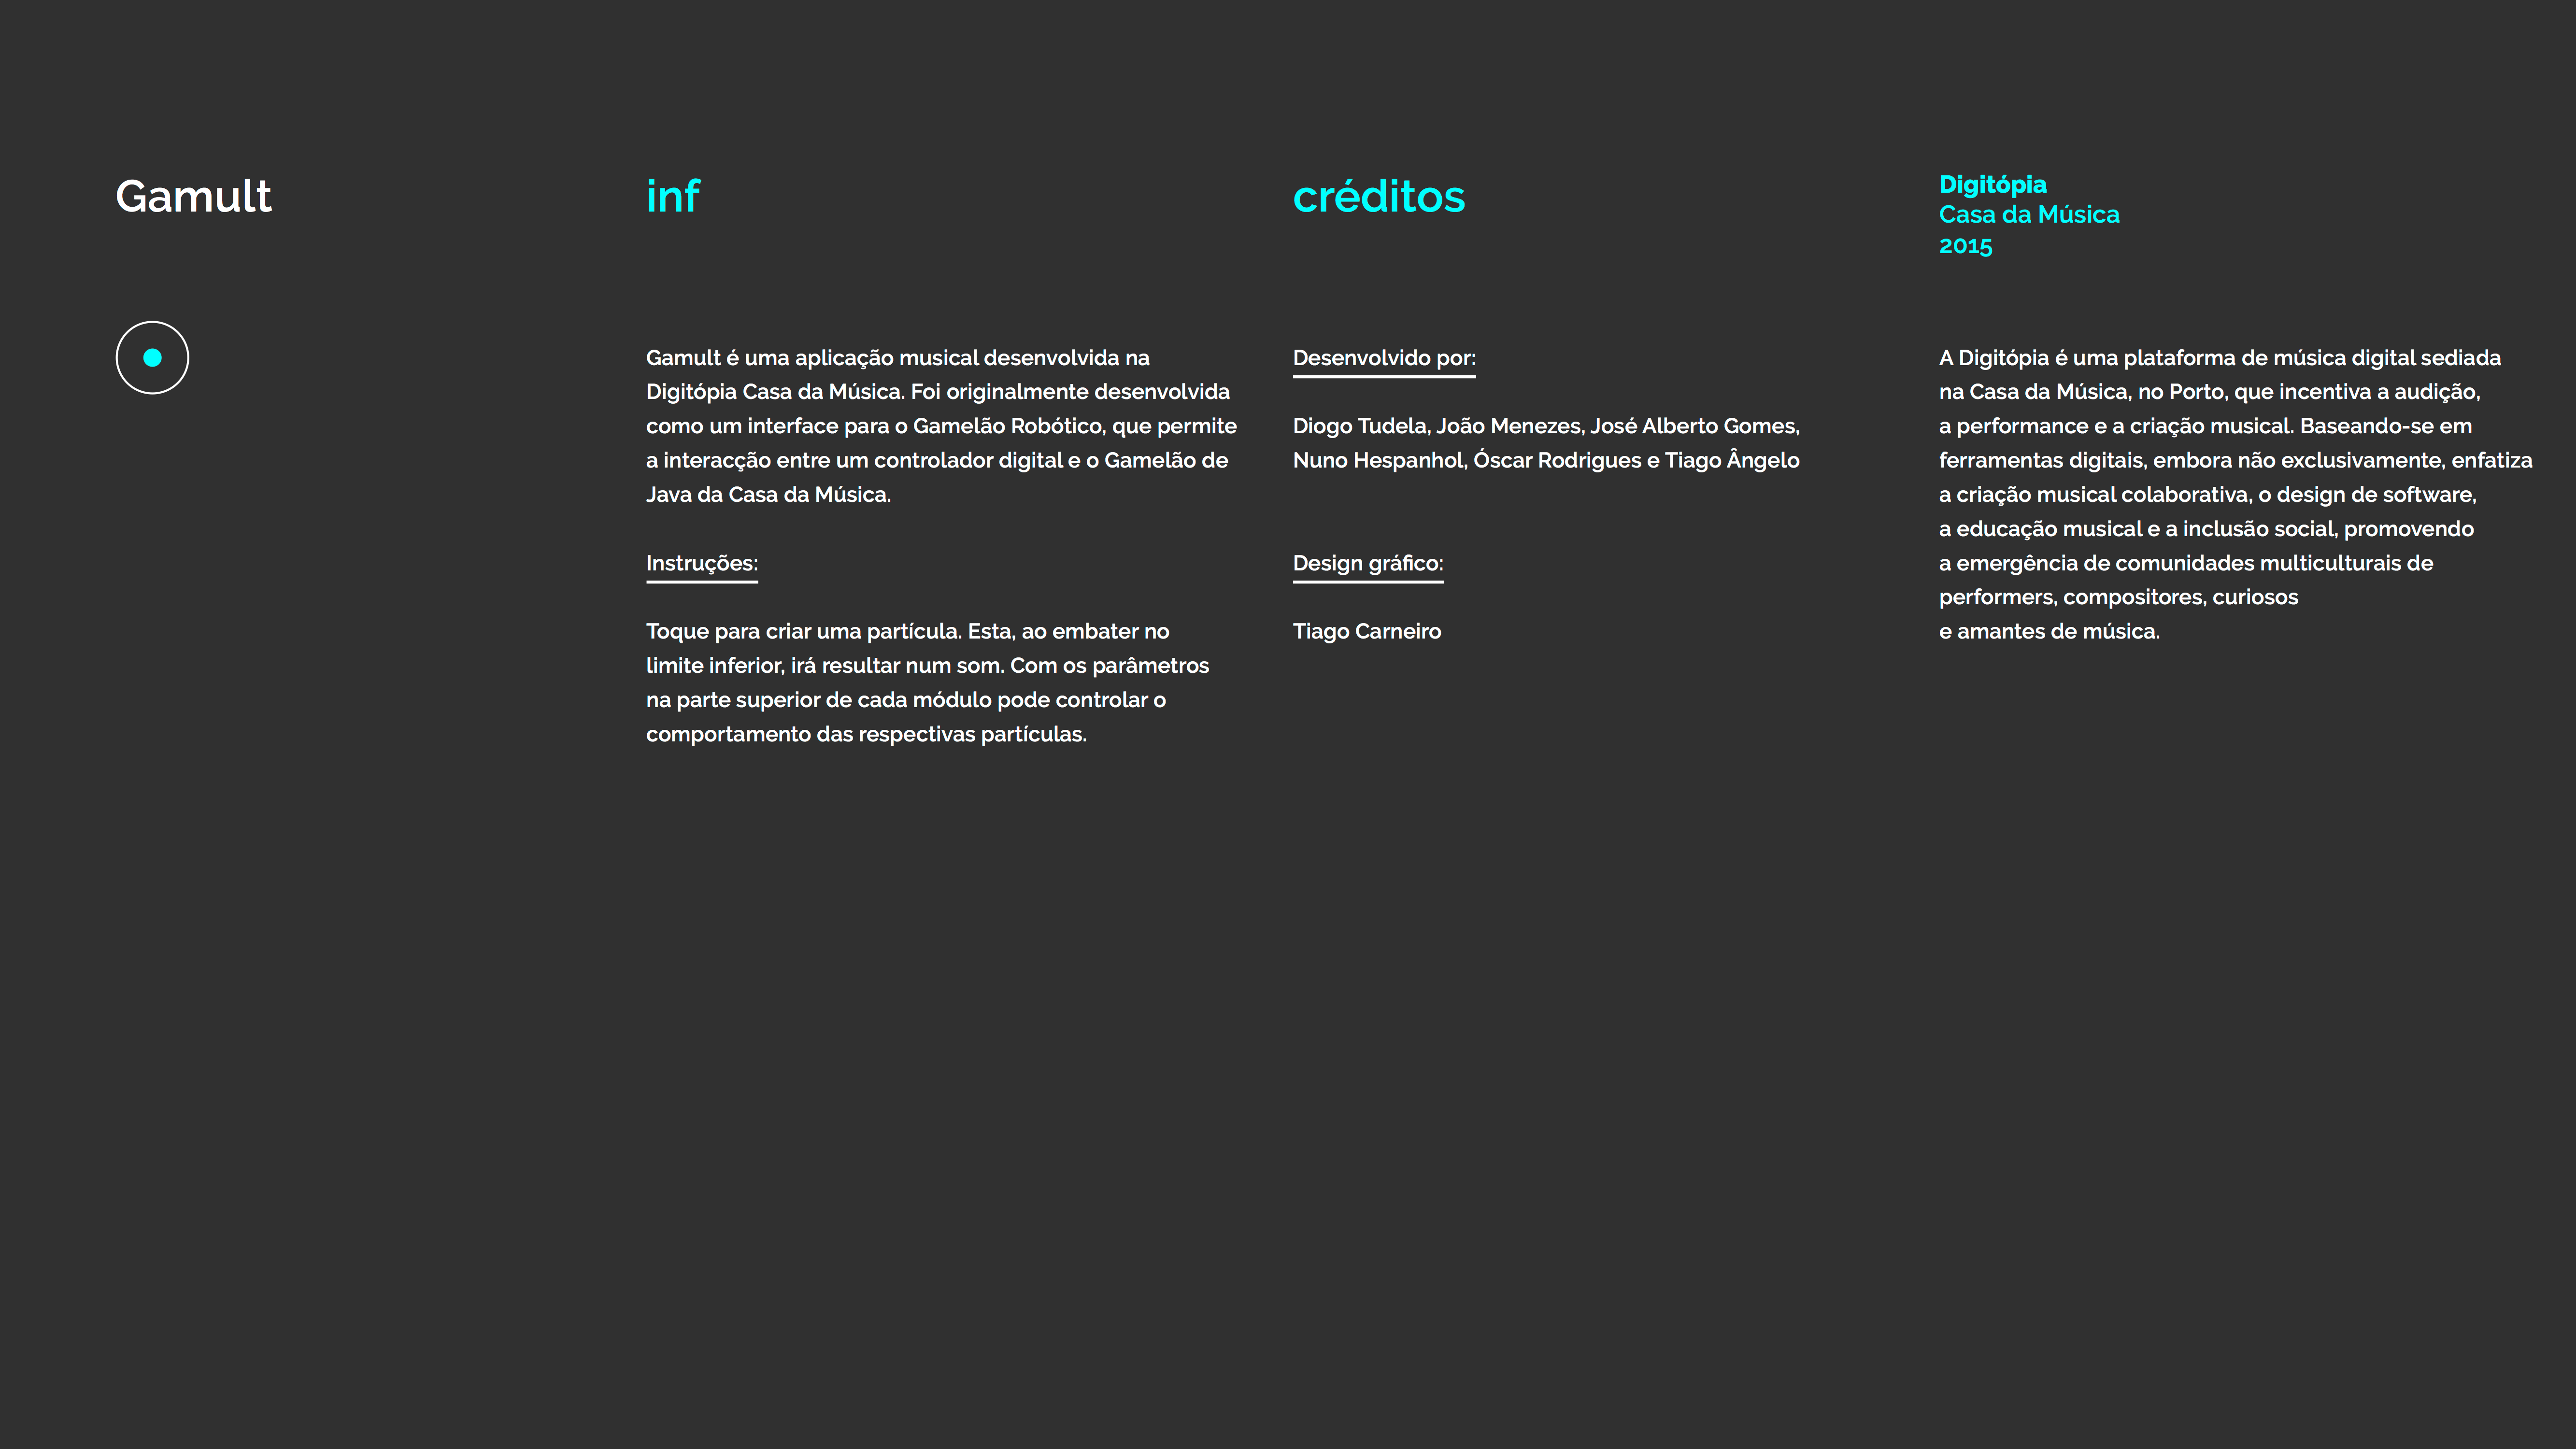 Gamult
inf
Gamult é uma aplicação musical desenvolvida na
Digitópia Casa da Música. Foi originalmente desenvolvida
como um interface para o Gamelão Robótico, que permite
a interacção entre um controlador digital e o Gamelão de
Java da Casa da Música.
Instruções:
Toque para criar uma partícula. Esta, ao embater no
limite inferior, irá resultar num som. Com os parâmetros
na parte superior de cada módulo pode controlar o
comportamento das respectivas partículas.
créditos
Desenvolvido por:
Diogo Tudela, João Menezes, José Alberto Gomes,
Nuno Hespanhol, Óscar Rodrigues e Tiago Ângelo
Design gráfico:
Tiago Carneiro
Digitópia
Casa da Música
2015
A Digitópia é uma plataforma de música digital sediada
na Casa da Música, no Porto, que incentiva a audição,
a performance e a criação musical. Baseando-se em
ferramentas digitais, embora não exclusivamente, enfatiza
a criação musical colaborativa, o design de software,
a educação musical e a inclusão social, promovendo
a emergência de comunidades multiculturais de
performers, compositores, curiosos
e amantes de música.